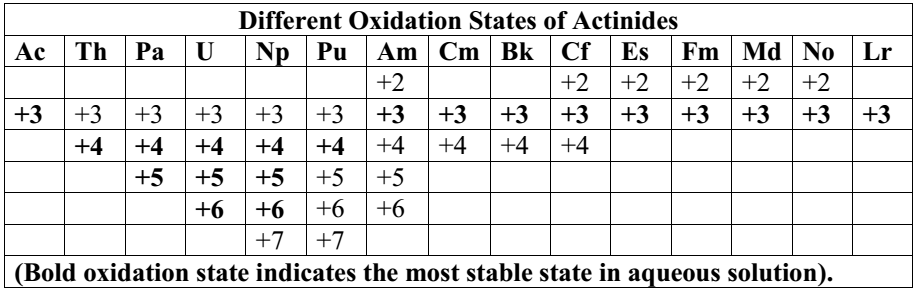 Different Oxidation States of Actinides
Ac Th Pa U Np Pu Am Cm Bk Cf Es Fm Md No Lr
+2 +2 +2 +2 +2 +2
+3 +3 +3 +3 +3 +3 +3 +3 +3 +3 +3 +3 +3 +3 +3
+4 +4 +4 +4 +4 +4 +4 +4 +4
+5 +5 +5 +5 +5
+6 +6 +6 +6
+7 +7
(Bold oxidation state indicates the most stable state in aqueous solution).